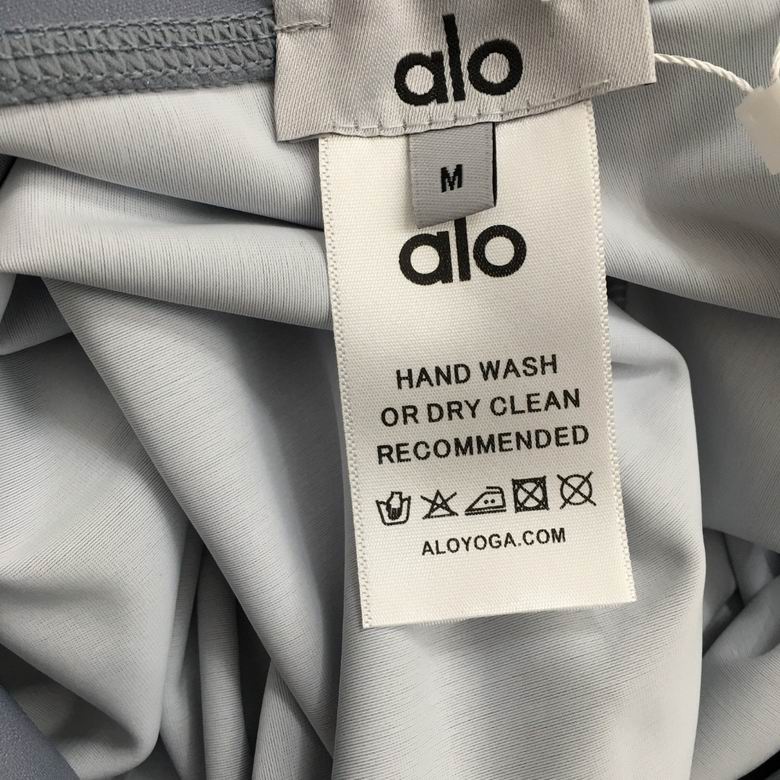 alo
M
alo
HAND WASH
OR DRY CLEAN
RECOMMENDED
ALOYOGA.COM